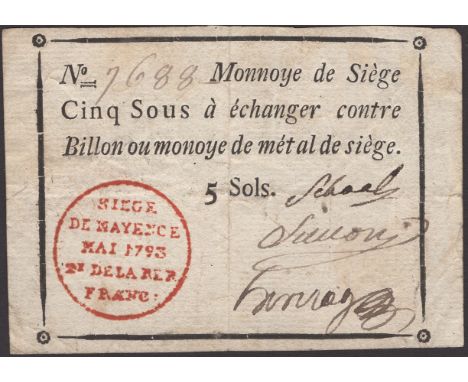 No 7688 Monnoye de Siège
Cinq Sous à échanger contre
Billon ou monoye de métal de siège.
5 Sols.
SIEGE
DE MAYENCE
MAI 1793
2e DE LA REP
FRANC: